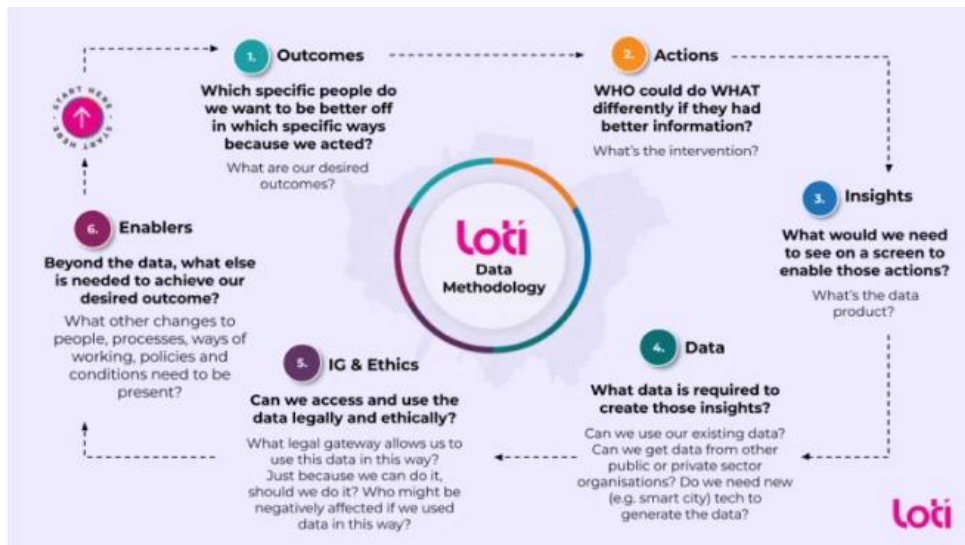 START HERE · START HERE ·
1. Outcomes
Which specific people do
we want to be better off
in which specific ways
because we acted?
What are our desired
outcomes?
2. Actions
WHO could do WHAT
differently if they had
better information?
What's the intervention?
3. Insights
What would we need
to see on a screen to
enable those actions?
What's the data
product?
4. Data
What data is required to
create those insights?
Can we use our existing data?
Can we get data from other
public or private sector
organisations? Do we need new
(e.g. smart city) tech to
generate the data?
5. IG & Ethics
Can we access and use the
data legally and ethically?
What legal gateway allows us to
use this data in this way?
Just because we can do it,
should we do it? Who might be
negatively affected if we used
data in this way?
6. Enablers
Beyond the data, what else
is needed to achieve our
desired outcome?
What other changes to
people, processes, ways of
working, policies and
conditions need to be
present?
loti
Data
Methodology
loti